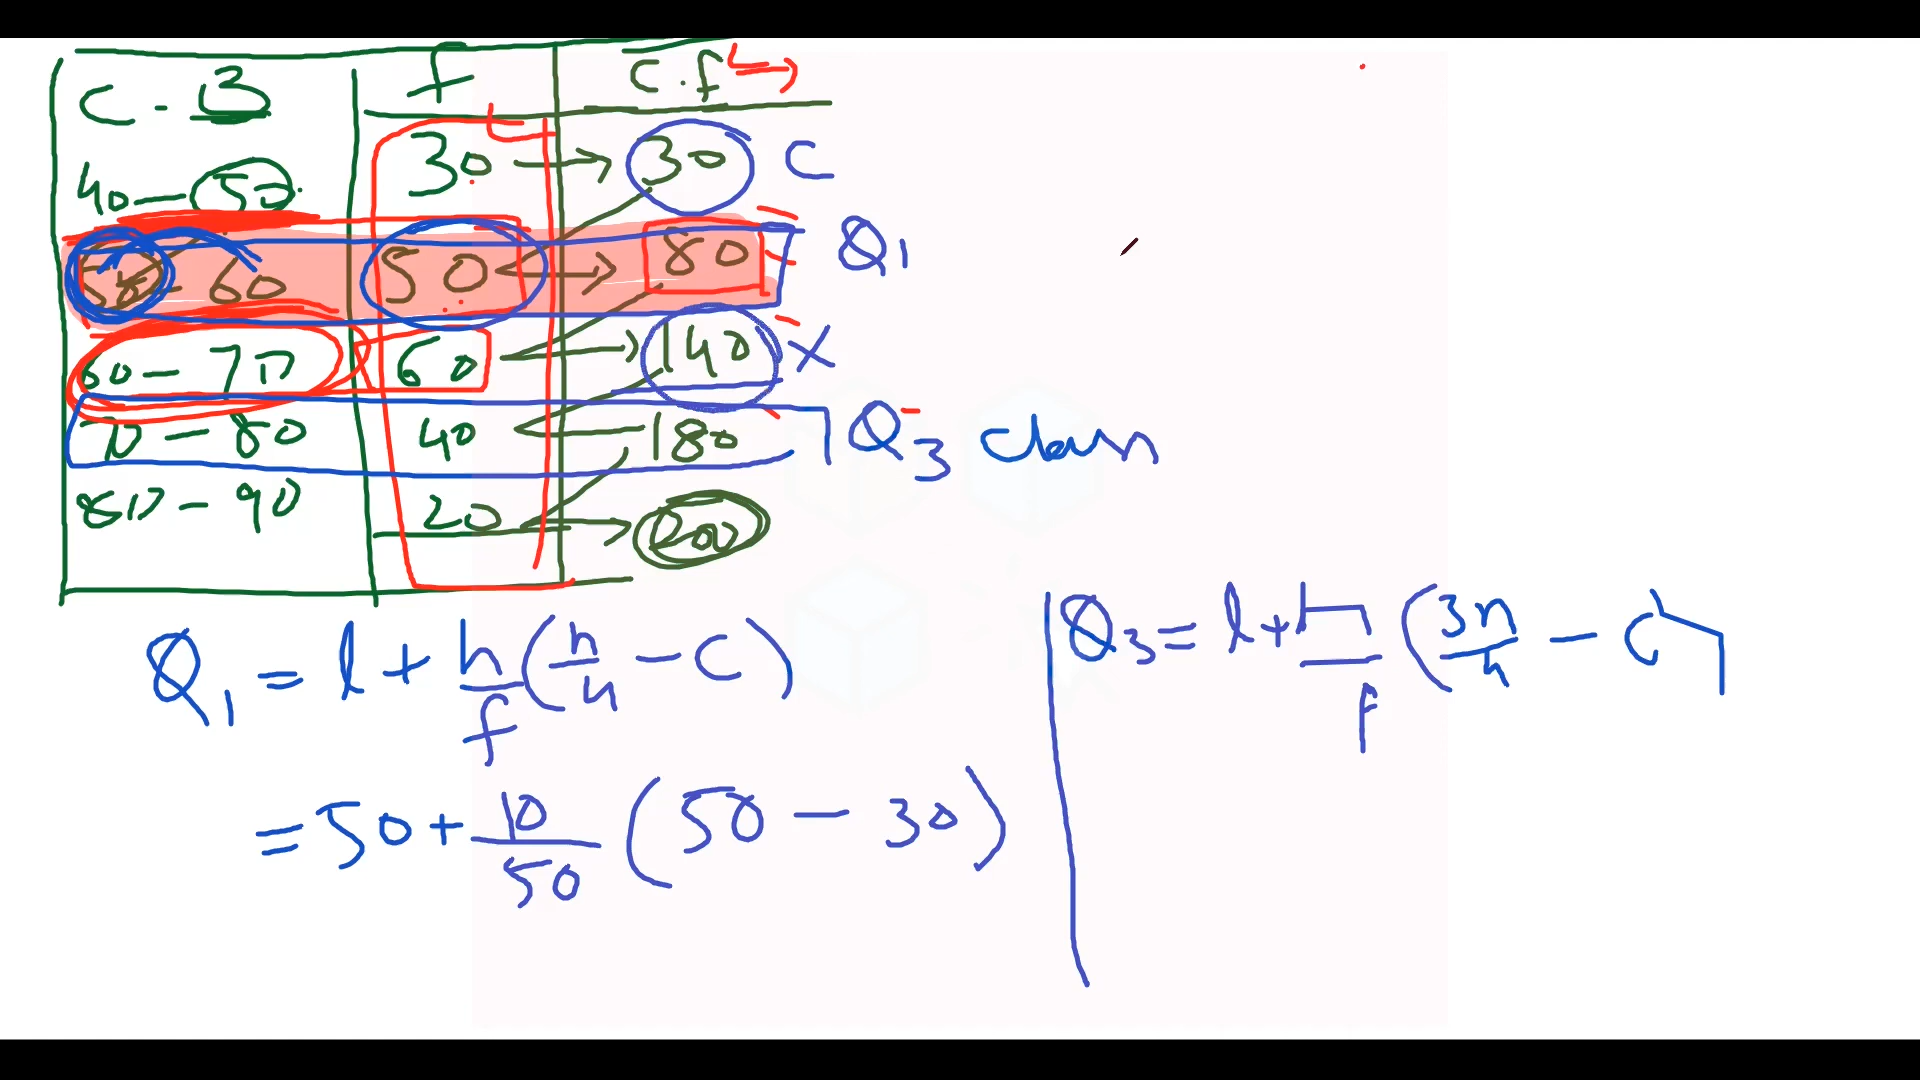 C - B f C.f
40 - 50 30 → 30 C
50 - 60 50 → 80 Q₁
60 - 70 60 → 140 X
70 - 80 40 180 Q₃ class
80 - 90 20 → 200
Q₁ = l + h/f (n/4 - C)
= 50 + 10/50 (50 - 30)
Q₃ = l + h/f (3n/4 - C)